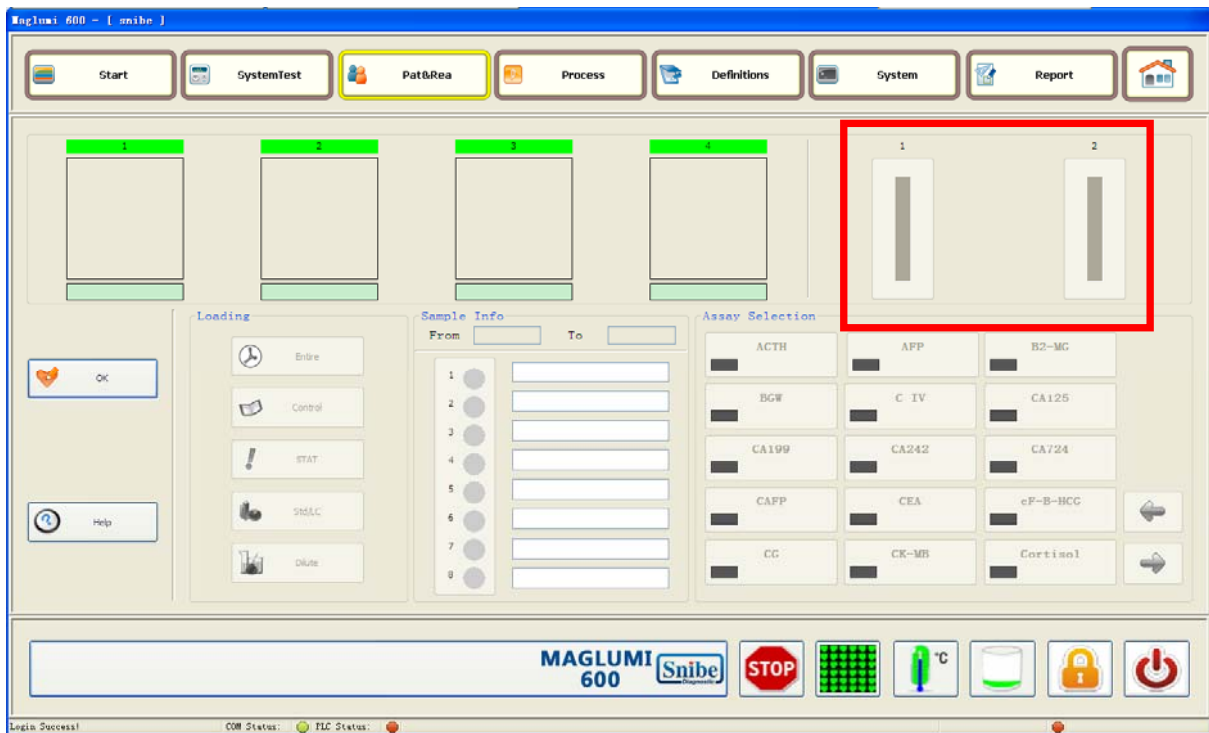 Maglumi 600 - [ snibe ]
Start
SystemTest
Pat&Rea
Process
Definitions
System
Report
1
2
3
4
1
2
Loading
Entire
Control
STAT
Std/LC
Dilute
OK
Help
Sample Info
From To
1
2
3
4
5
6
7
8
Assay Selection
ACTH AFP B2-MG
BGW C IV CA125
CA199 CA242 CA724
CAFP CEA eF-B-HCG
CG CK-MB Cortisol
MAGLUMI
600
Snibe
Diagnostic
STOP
°C
Login Success! COM Status: PLC Status: